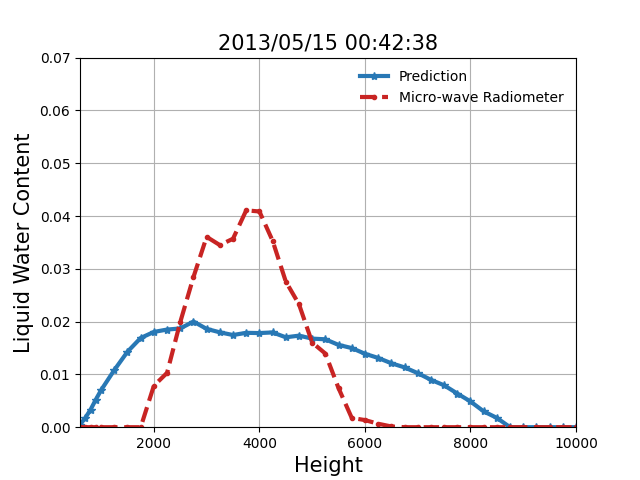 2013/05/15 00:42:38
Prediction
Micro-wave Radiometer
Liquid Water Content
0.07
0.06
0.05
0.04
0.03
0.02
0.01
0.00
2000 4000 6000 8000 10000
Height